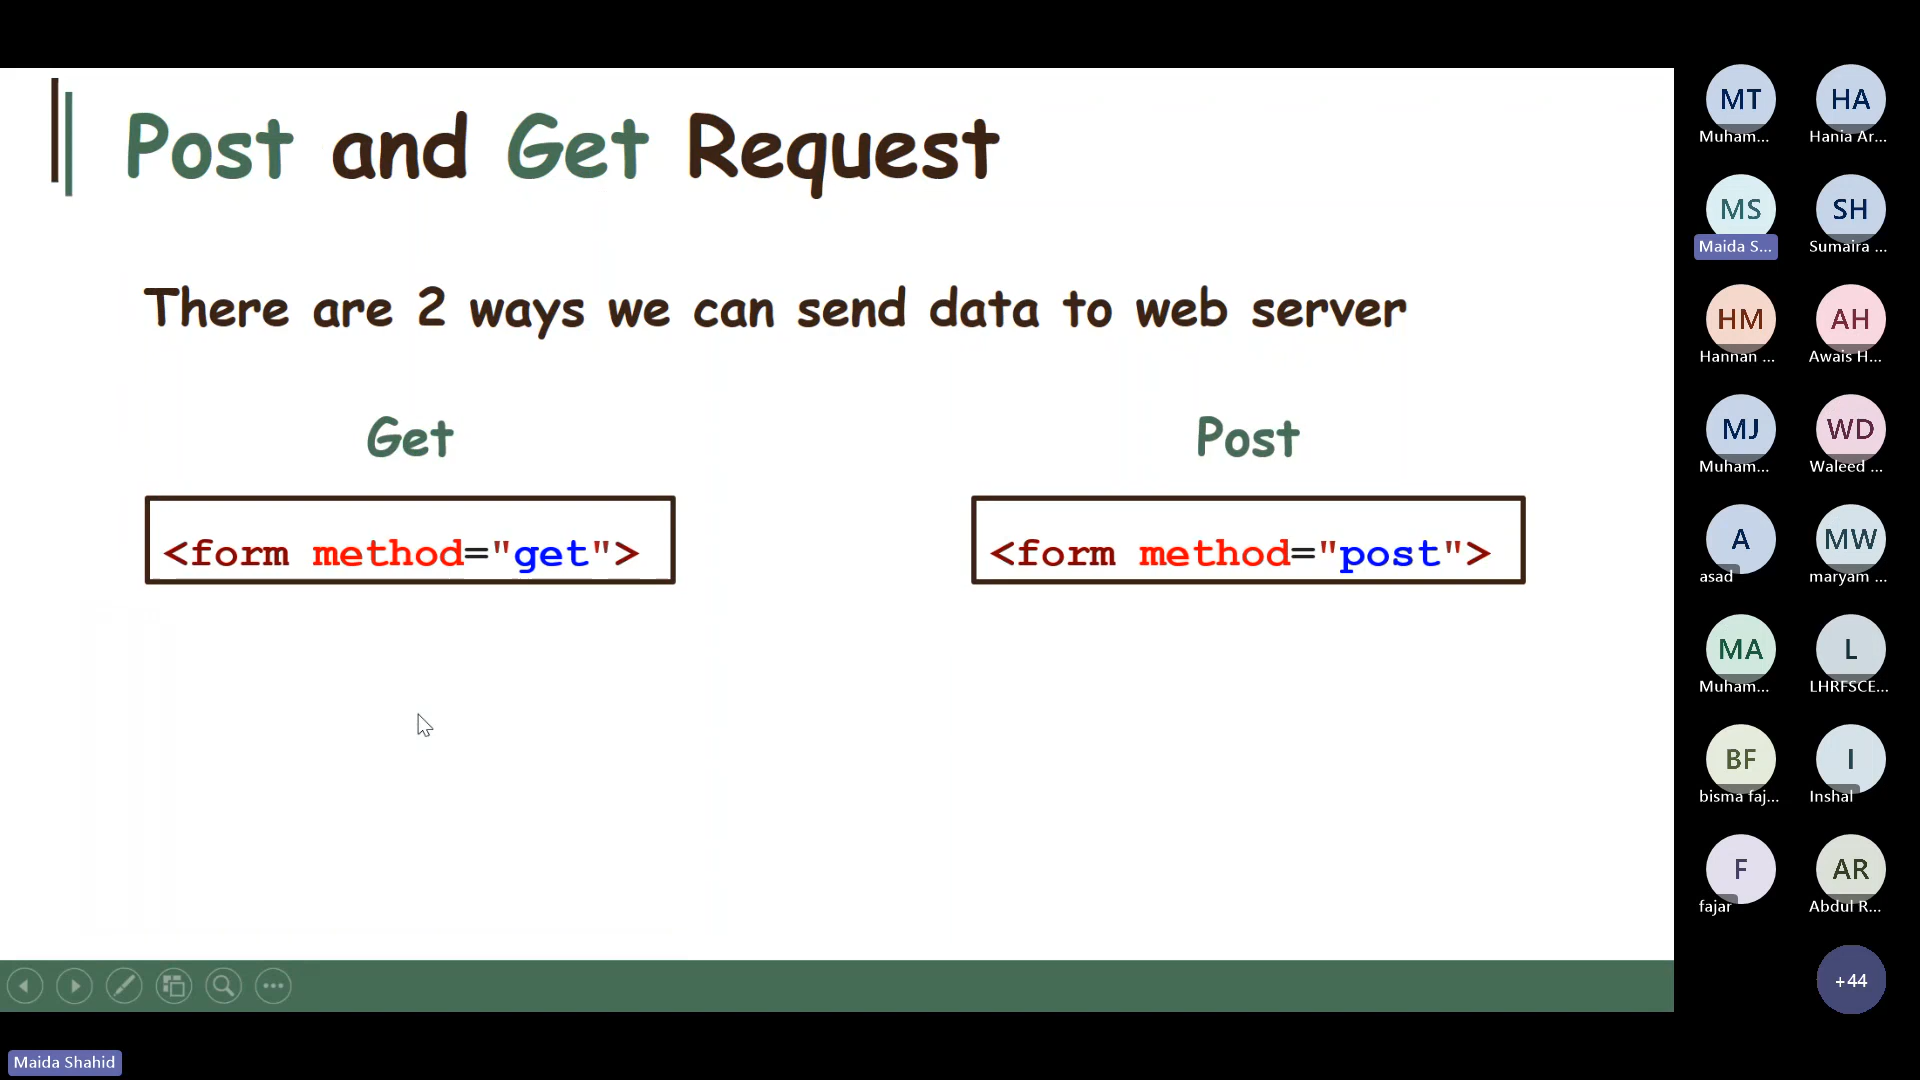 Post and Get Request
There are 2 ways we can send data to web server
Get
Post
<form method="get">
<form method="post">
MT
HA
Muham...
Hania Ar...
MS
SH
Maida S...
Sumaira ...
HM
AH
Hannan ...
Awais H...
MJ
WD
Muham...
Waleed ...
A
MW
asad
maryam ...
MA
L
Muham...
LHRFSCE...
BF
I
bisma faj...
Inshal
F
AR
fajar
Abdul R...
+44
Maida Shahid